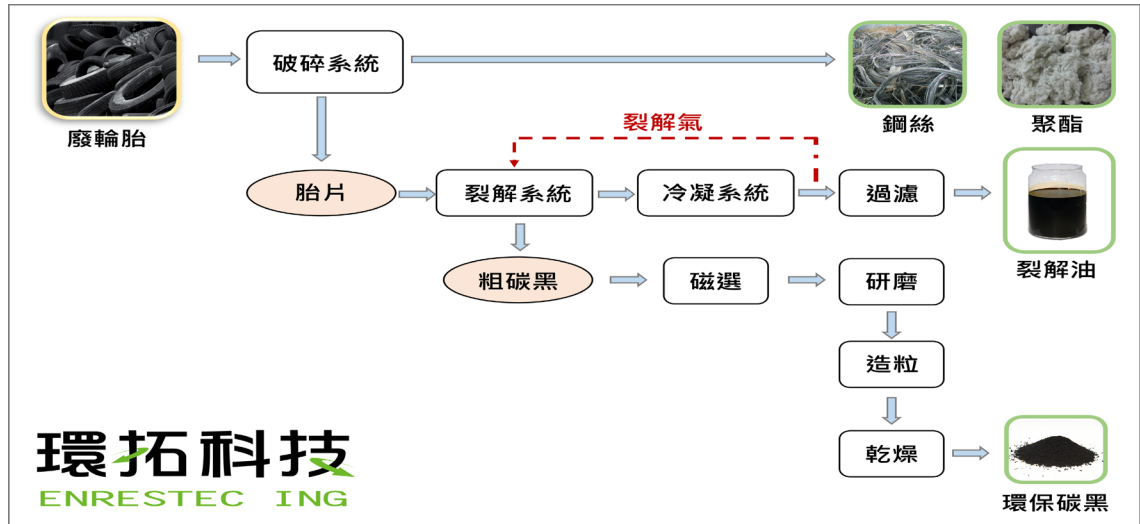 破碎系統
廢輪胎
鋼絲
聚酯
裂解氣
胎片
裂解系統
冷凝系統
過濾
裂解油
粗碳黑
磁選
研磨
造粒
乾燥
環保碳黑
環拓科技
ENRESTEC ING